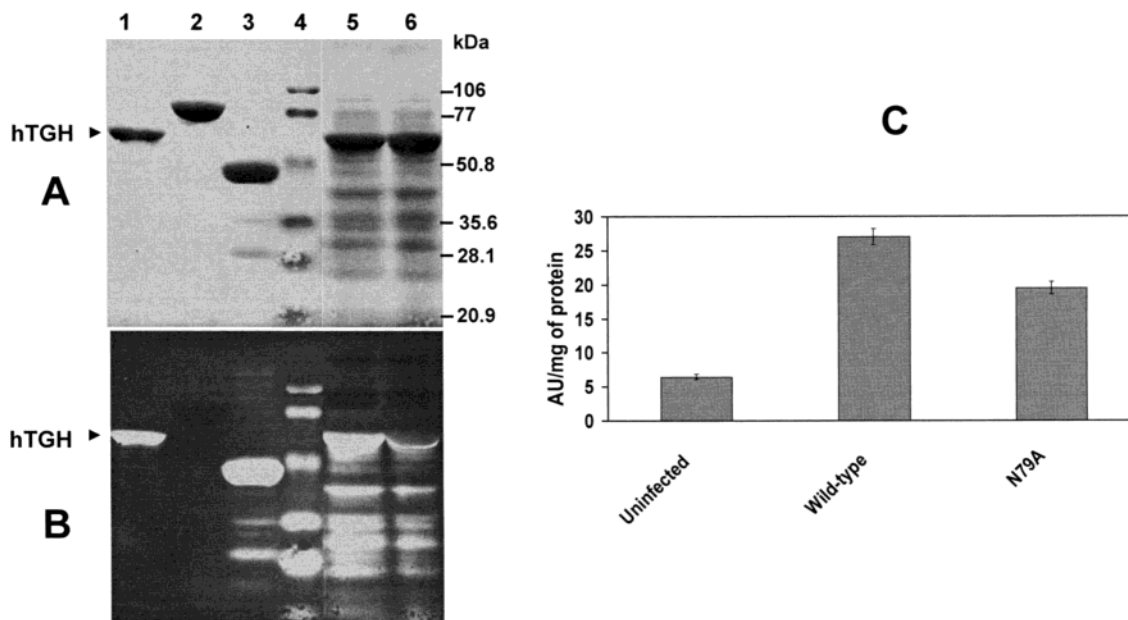 1 2 3 4 5 6
kDa
106
77
hTGH
50.8
A
35.6
28.1
20.9
hTGH
B
C
AU/mg of protein
30
25
20
15
10
5
0
Uninfected
Wild-type
N79A